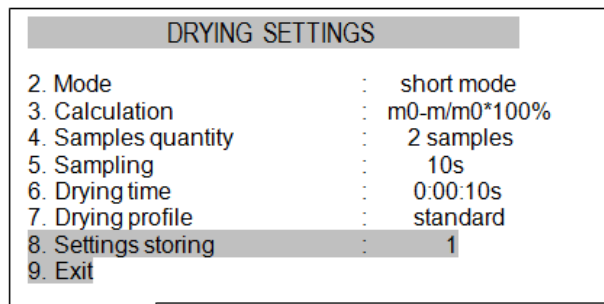 DRYING SETTINGS
2. Mode : short mode
3. Calculation : m0-m/m0*100%
4. Samples quantity : 2 samples
5. Sampling : 10s
6. Drying time : 0:00:10s
7. Drying profile : standard
8. Settings storing : 1
9. Exit